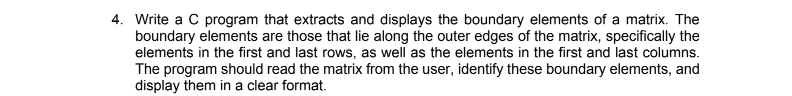 4. Write a C program that extracts and displays the boundary elements of a matrix. The
boundary elements are those that lie along the outer edges of the matrix, specifically the
elements in the first and last rows, as well as the elements in the first and last columns.
The program should read the matrix from the user, identify these boundary elements, and
display them in a clear format.